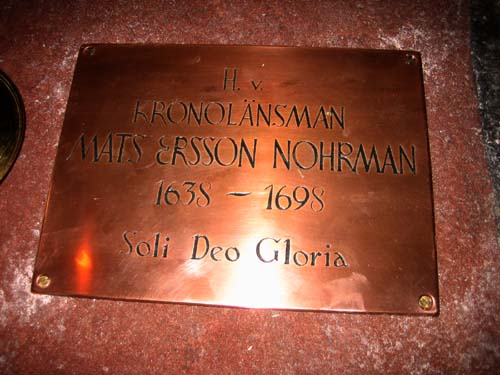 H. v.
KRONOLÄNSMAN
MATS ERSSON NOHRMAN
1638 – 1698
Soli Deo Gloria